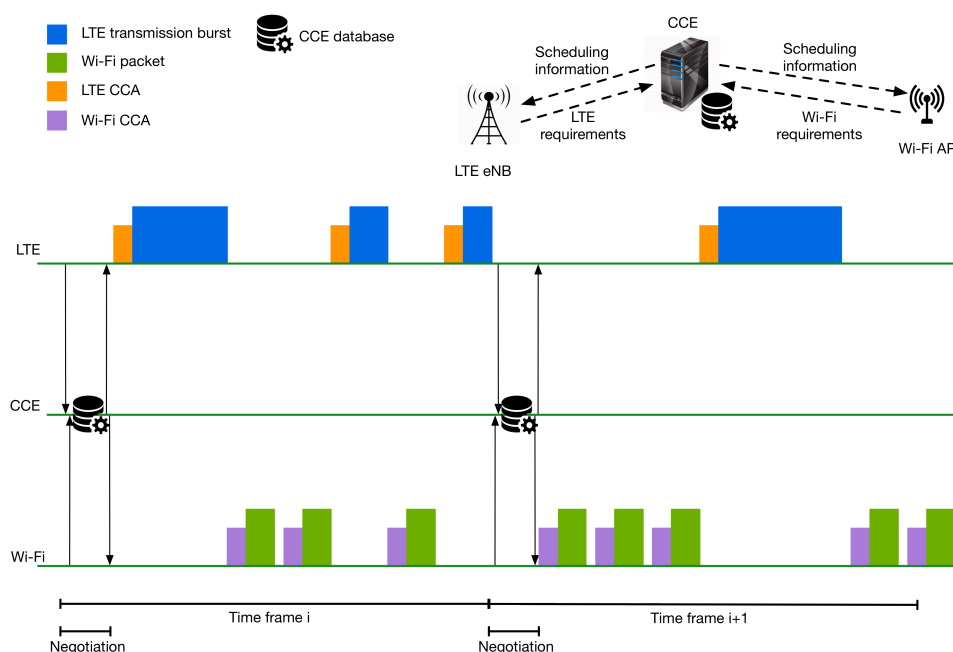 LTE transmission burst
Wi-Fi packet
LTE CCA
Wi-Fi CCA
CCE database
CCE
Scheduling
information
Scheduling
information
LTE
requirements
Wi-Fi
requirements
LTE eNB
Wi-Fi AP
LTE
CCE
Wi-Fi
Time frame i
Time frame i+1
Negotiation
Negotiation